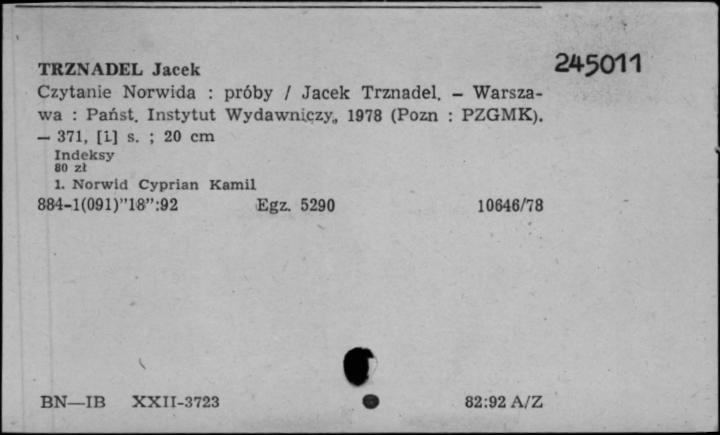 245011
TRZNADEL Jacek
Czytanie Norwida : próby / Jacek Trznadel. – Warsza-
wa : Państ. Instytut Wydawniczy„ 1978 (Pozn : PZGMK).
— 371, [1] s. ; 20 cm
Indeksy
80 zł
1. Norwid Cyprian Kamil
884-1(091)"18":92 Egz. 5290 10646/78
BN—IB XXII-3723 82:92 A/Z